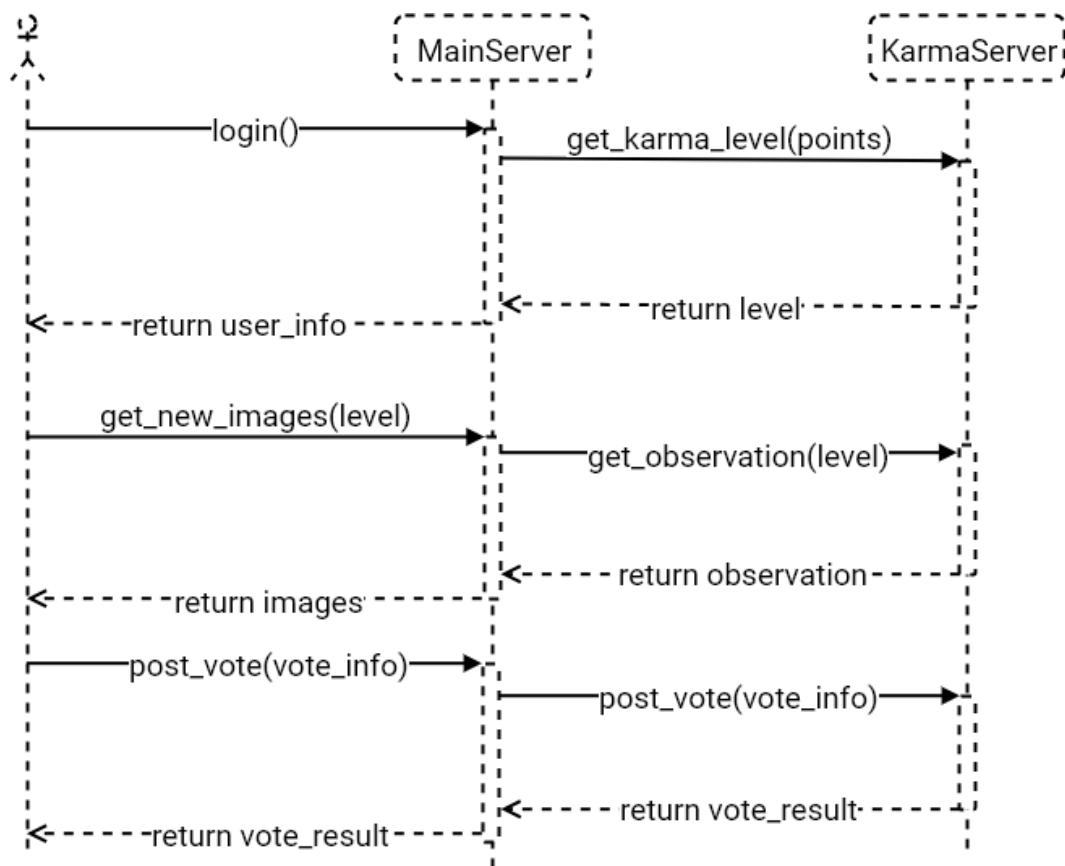 MainServer
KarmaServer
login()
get_karma_level(points)
return level
return user_info
get_new_images(level)
get_observation(level)
return observation
return images
post_vote(vote_info)
post_vote(vote_info)
return vote_result
return vote_result